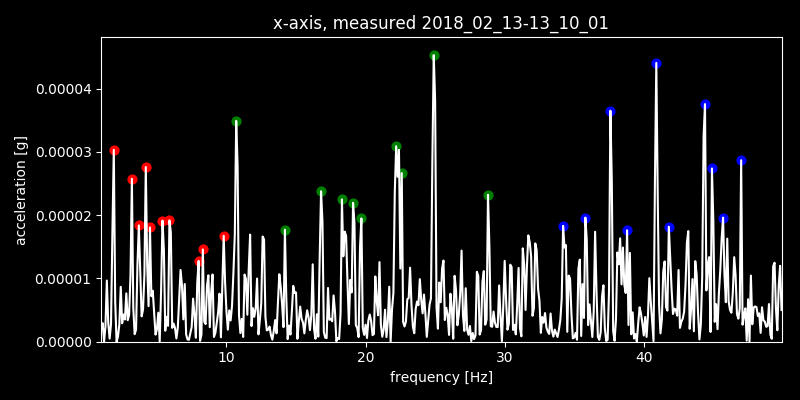 x-axis, measured 2018_02_13-13_10_01
acceleration [g]
0.00004
0.00003
0.00002
0.00001
0.00000
10 20 30 40
frequency [Hz]